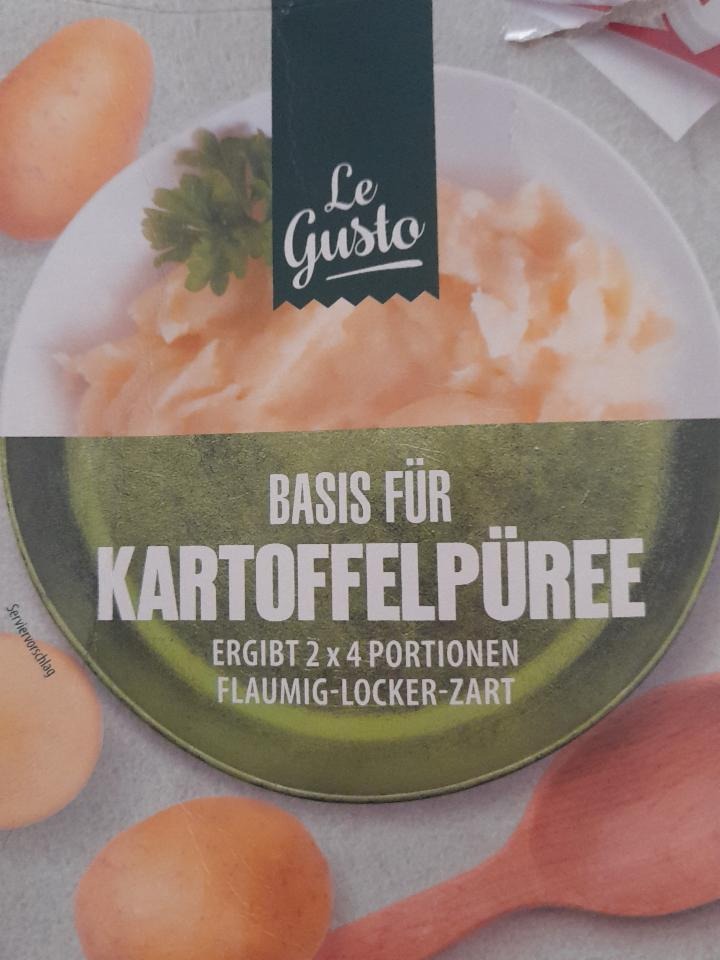 Le
Gusto
BASIS FÜR
KARTOFFELPÜREE
ERGIBT 2 x 4 PORTIONEN
FLAUMIG-LOCKER-ZART
Serviervorschlag